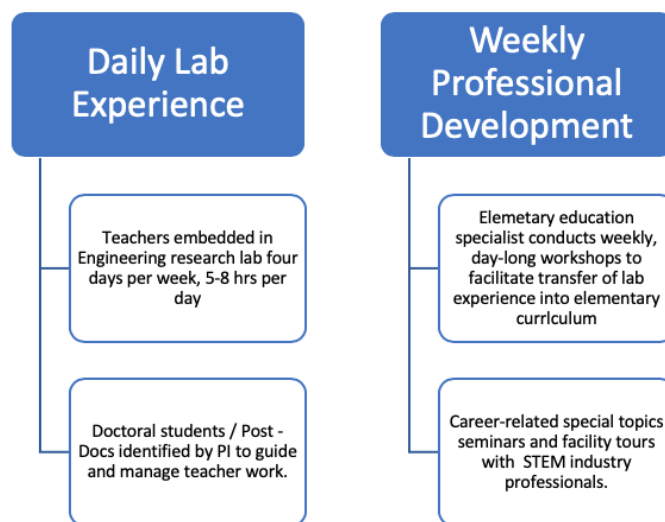 Daily Lab
Experience
Teachers embedded in
Engineering research lab four
days per week, 5-8 hrs per
day
Doctoral students / Post -
Docs identified by PI to guide
and manage teacher work.
Weekly
Professional
Development
Elemetary education
specialist conducts weekly,
day-long workshops to
facilitate transfer of lab
experience into elementary
currlculum
Career-related special topics
seminars and facility tours
with  STEM industry
professionals.